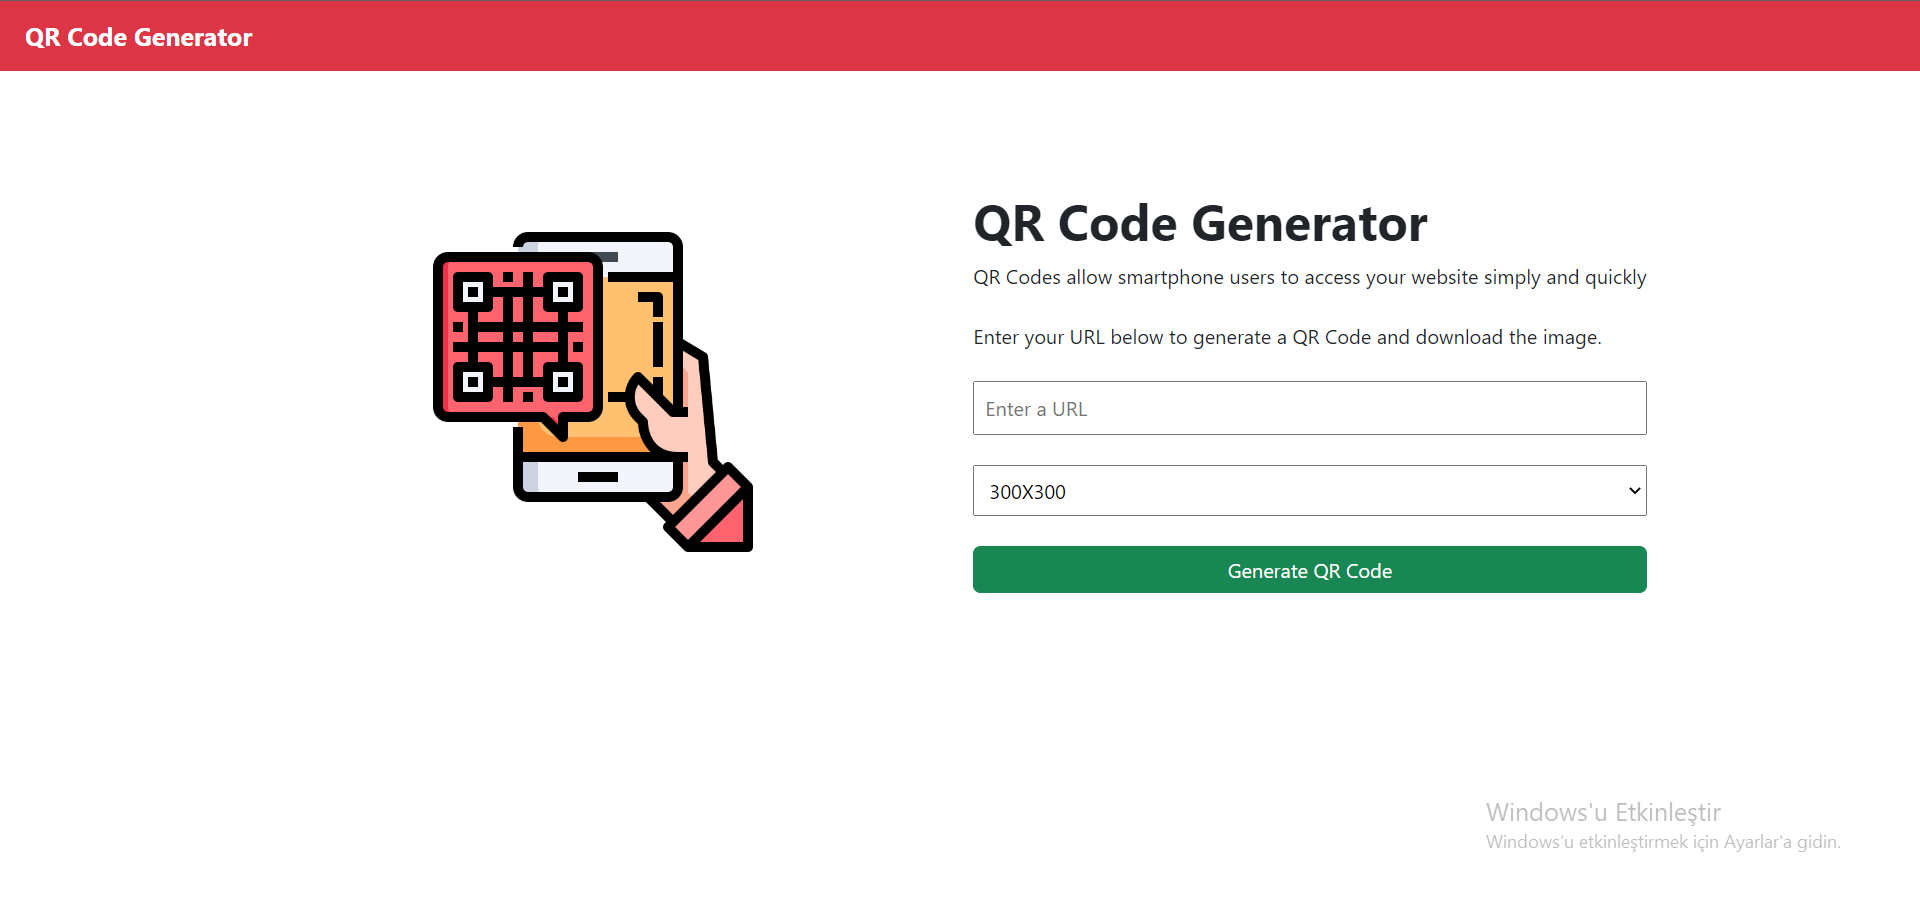 QR Code Generator
QR Code Generator
QR Codes allow smartphone users to access your website simply and quickly
Enter your URL below to generate a QR Code and download the image.
Enter a URL
300X300
Generate QR Code
Windows'u Etkinleştir
Windows'u etkinleştirmek için Ayarlar'a gidin.